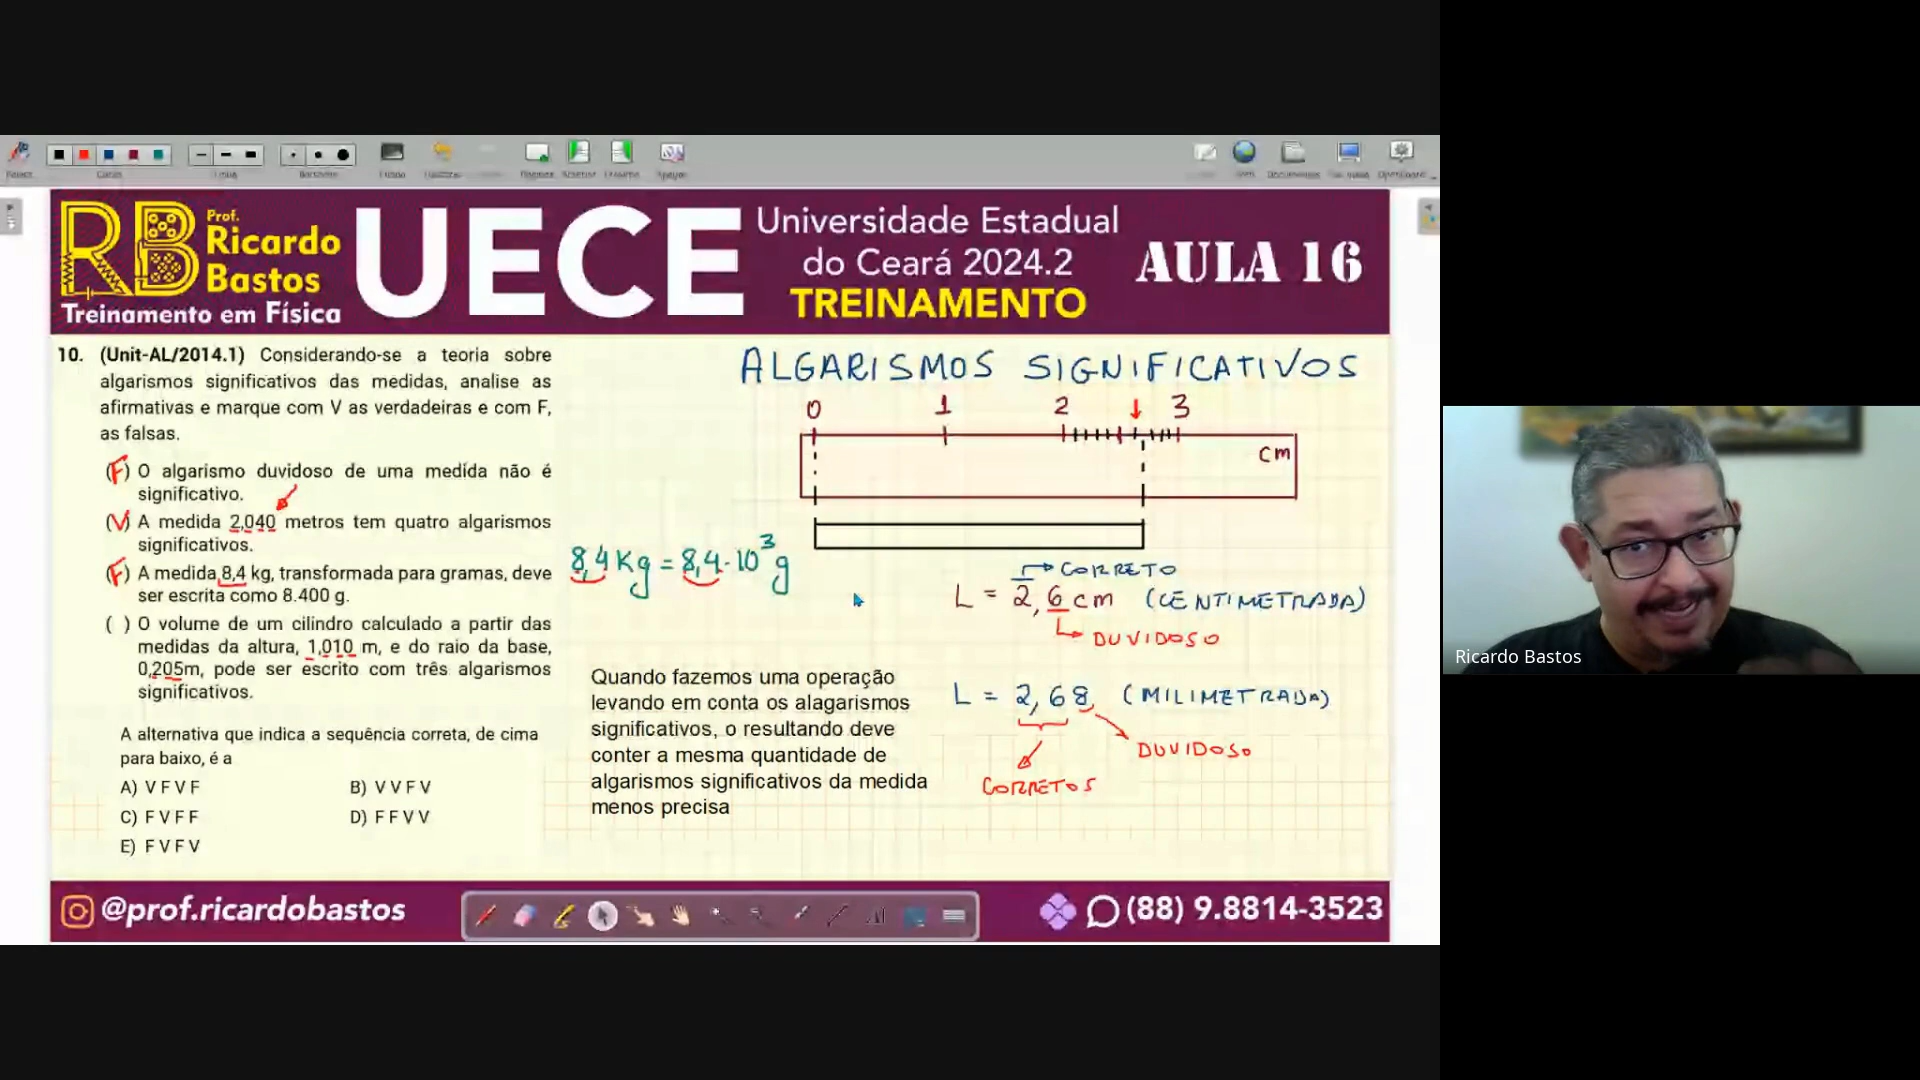 RB Prof.
Ricardo
Bastos
Treinamento em Física
UECE
Universidade Estadual
do Ceará 2024.2
TREINAMENTO
AULA 16
10. (Unit-AL/2014.1) Considerando-se a teoria sobre
algarismos significativos das medidas, analise as
afirmativas e marque com V as verdadeiras e com F,
as falsas.
(F) O algarismo duvidoso de uma medida não é
significativo.
(V) A medida 2,040 metros tem quatro algarismos
significativos.
(F) A medida 8,4 kg, transformada para gramas, deve
ser escrita como 8.400 g.
( ) O volume de um cilindro calculado a partir das
medidas da altura, 1,010 m, e do raio da base,
0,205m, pode ser escrito com três algarismos
significativos.
A alternativa que indica a sequência correta, de cima
para baixo, é a
A) V F V F
B) V V F V
C) F V F F
D) F F V V
E) F V F V
8,4 Kg = 8,4 · 10³ g
Quando fazemos uma operação
levando em conta os alagarismos
significativos, o resultando deve
conter a mesma quantidade de
algarismos significativos da medida
menos precisa
ALGARISMOS SIGNIFICATIVOS
0 1 2 3
cm
CORRETO
L = 2,6 cm (CENTIMETRADA)
DUVIDOSO
L = 2,68 (MILIMETRADA)
DUVIDOSO
CORRETOS
@prof.ricardobastos
(88) 9.8814-3523
Ricardo Bastos